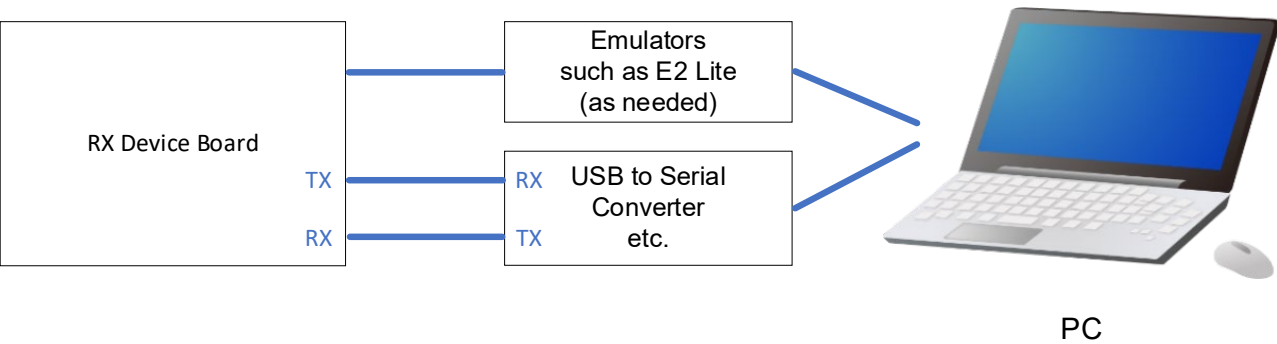 Emulators
such as E2 Lite
(as needed)
RX Device Board
TX
RX
RX
TX
USB to Serial
Converter
etc.
PC